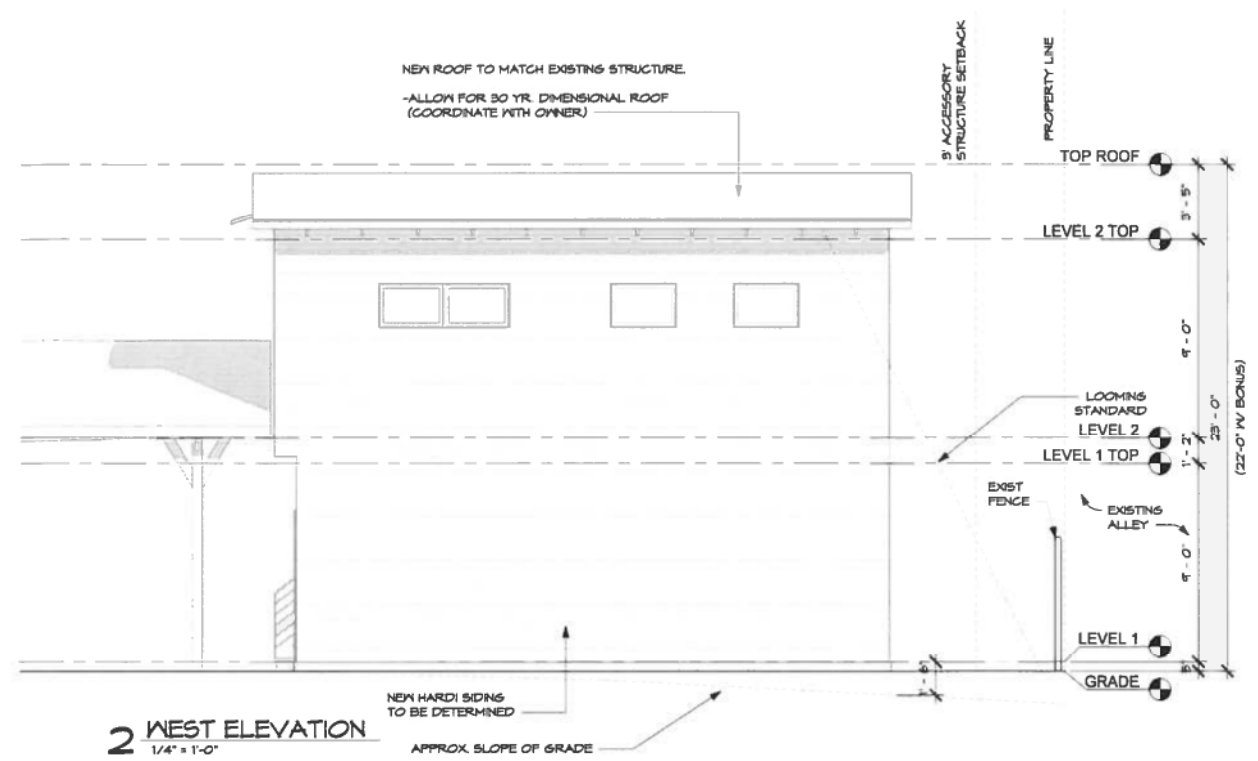 NEW ROOF TO MATCH EXISTING STRUCTURE.
-ALLOW FOR 30 YR. DIMENSIONAL ROOF
(COORDINATE WITH OWNER)
3' ACCESSORY
STRUCTURE SETBACK
PROPERTY LINE
TOP ROOF
3' - 5"
LEVEL 2 TOP
9' - 0"
LOOMING
STANDARD
LEVEL 2
1' - 2"
LEVEL 1 TOP
23' - 0"
(22'-0" W/ BONUS)
EXIST
FENCE
EXISTING
ALLEY
9' - 0"
LEVEL 1
5"
GRADE
1' - 6"
NEW HARDI SIDING
TO BE DETERMINED
2 WEST ELEVATION
1/4" = 1'-0"
APPROX. SLOPE OF GRADE